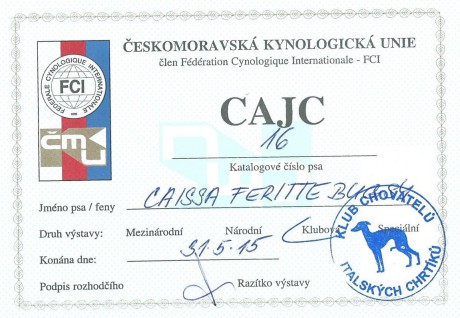 ČESKOMORAVSKÁ KYNOLOGICKÁ UNIE
člen Fédération Cynologique Internationale - FCI
FEDERATION CYNOLOGIQUE INTERNATIONALE
FCI
ČMU
CAJC
16
Katalogové číslo psa
Jméno psa / feny CAISSA FERITTE
Druh výstavy: Mezinárodní Národní Klubová Speciální
Konána dne: 31.5.15
Podpis rozhodčího Razítko výstavy
KLUB CHOVATELŮ
ITALSKÝCH CHRTÍKŮ